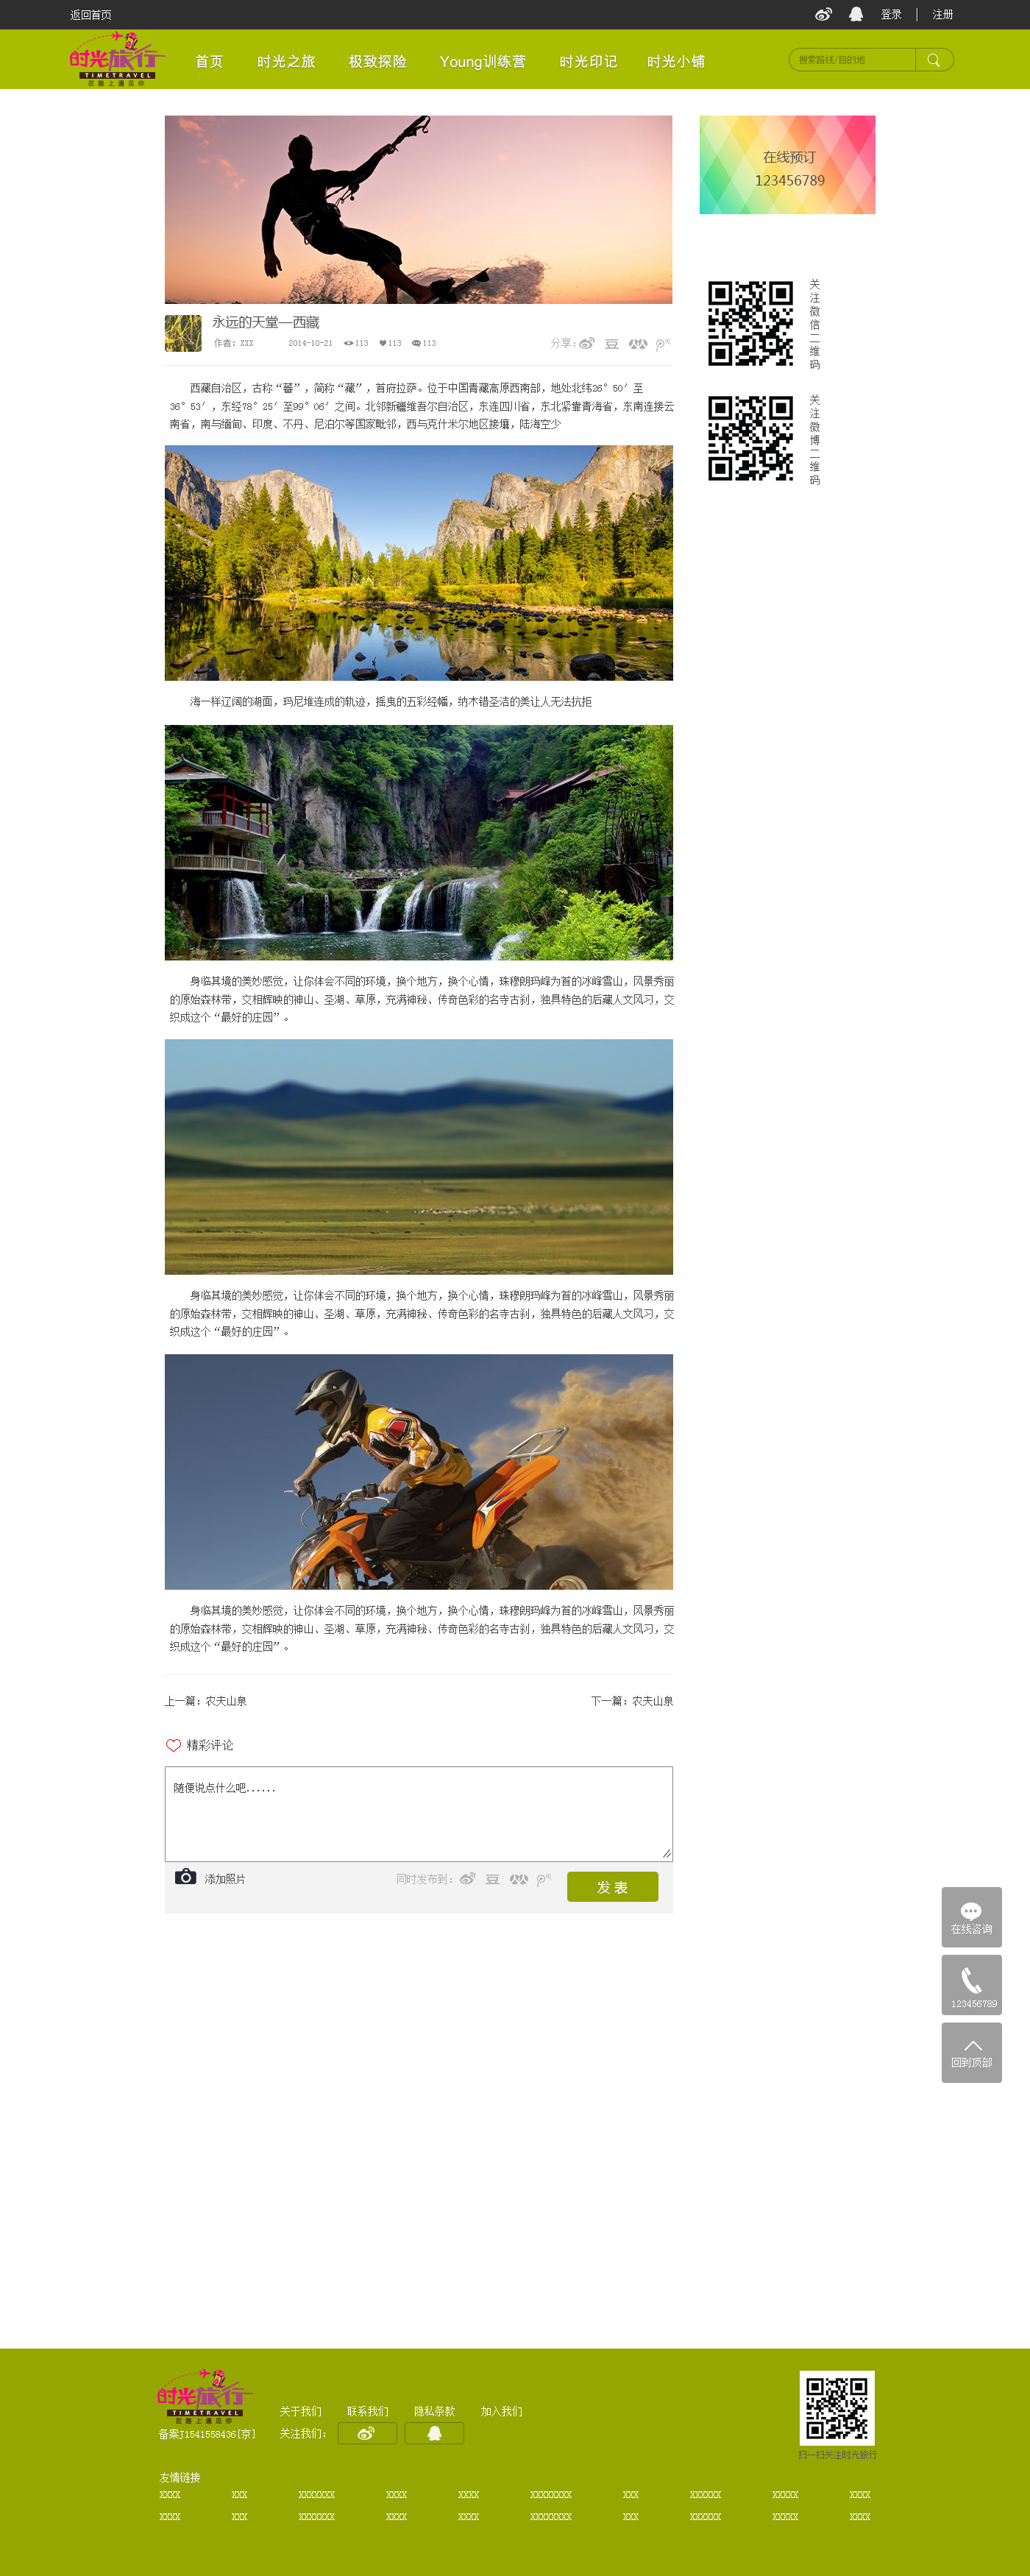 返回首页
登录
注册
时光旅行
TIMETRAVEL
在路上遇见你
首页
时光之旅
极致探险
Young训练营
时光印记
时光小铺
搜索路线/目的地
在线预订
123456789
关注微信二维码
关注微博二维码
永远的天堂—西藏
作者：XXX
2014-10-21
113
113
113
分享：
西藏自治区，古称“蕃”，简称“藏”，首府拉萨。位于中国青藏高原西南部，地处北纬26°50′至
36°53′，东经78°25′至99°06′之间。北邻新疆维吾尔自治区，东连四川省，东北紧靠青海省，东南连接云
南省，南与缅甸、印度、不丹、尼泊尔等国家毗邻，西与克什米尔地区接壤，陆海空少
海一样辽阔的湖面，玛尼堆连成的轨迹，摇曳的五彩经幡，纳木错圣洁的美让人无法抗拒
身临其境的美妙感觉，让你体会不同的环境，换个地方，换个心情，珠穆朗玛峰为首的冰峰雪山，风景秀丽
的原始森林带，交相辉映的神山、圣湖、草原，充满神秘、传奇色彩的名寺古刹，独具特色的后藏人文风习，交
织成这个“最好的庄园”。
身临其境的美妙感觉，让你体会不同的环境，换个地方，换个心情，珠穆朗玛峰为首的冰峰雪山，风景秀丽
的原始森林带，交相辉映的神山、圣湖、草原，充满神秘、传奇色彩的名寺古刹，独具特色的后藏人文风习，交
织成这个“最好的庄园”。
身临其境的美妙感觉，让你体会不同的环境，换个地方，换个心情，珠穆朗玛峰为首的冰峰雪山，风景秀丽
的原始森林带，交相辉映的神山、圣湖、草原，充满神秘、传奇色彩的名寺古刹，独具特色的后藏人文风习，交
织成这个“最好的庄园”。
上一篇：农夫山泉
下一篇：农夫山泉
精彩评论
随便说点什么吧......
添加照片
同时发布到：
发表
在线咨询
123456789
回到顶部
时光旅行
TIMETRAVEL
在路上遇见你
备案J1541558436[京]
关于我们
联系我们
隐私条款
加入我们
关注我们：
扫一扫关注时光旅行
友情链接
XXXX XXX XXXXXXX XXXX XXXX XXXXXXXX XXX XXXXXX XXXXX XXXX
XXXX XXX XXXXXXX XXXX XXXX XXXXXXXX XXX XXXXXX XXXXX XXXX